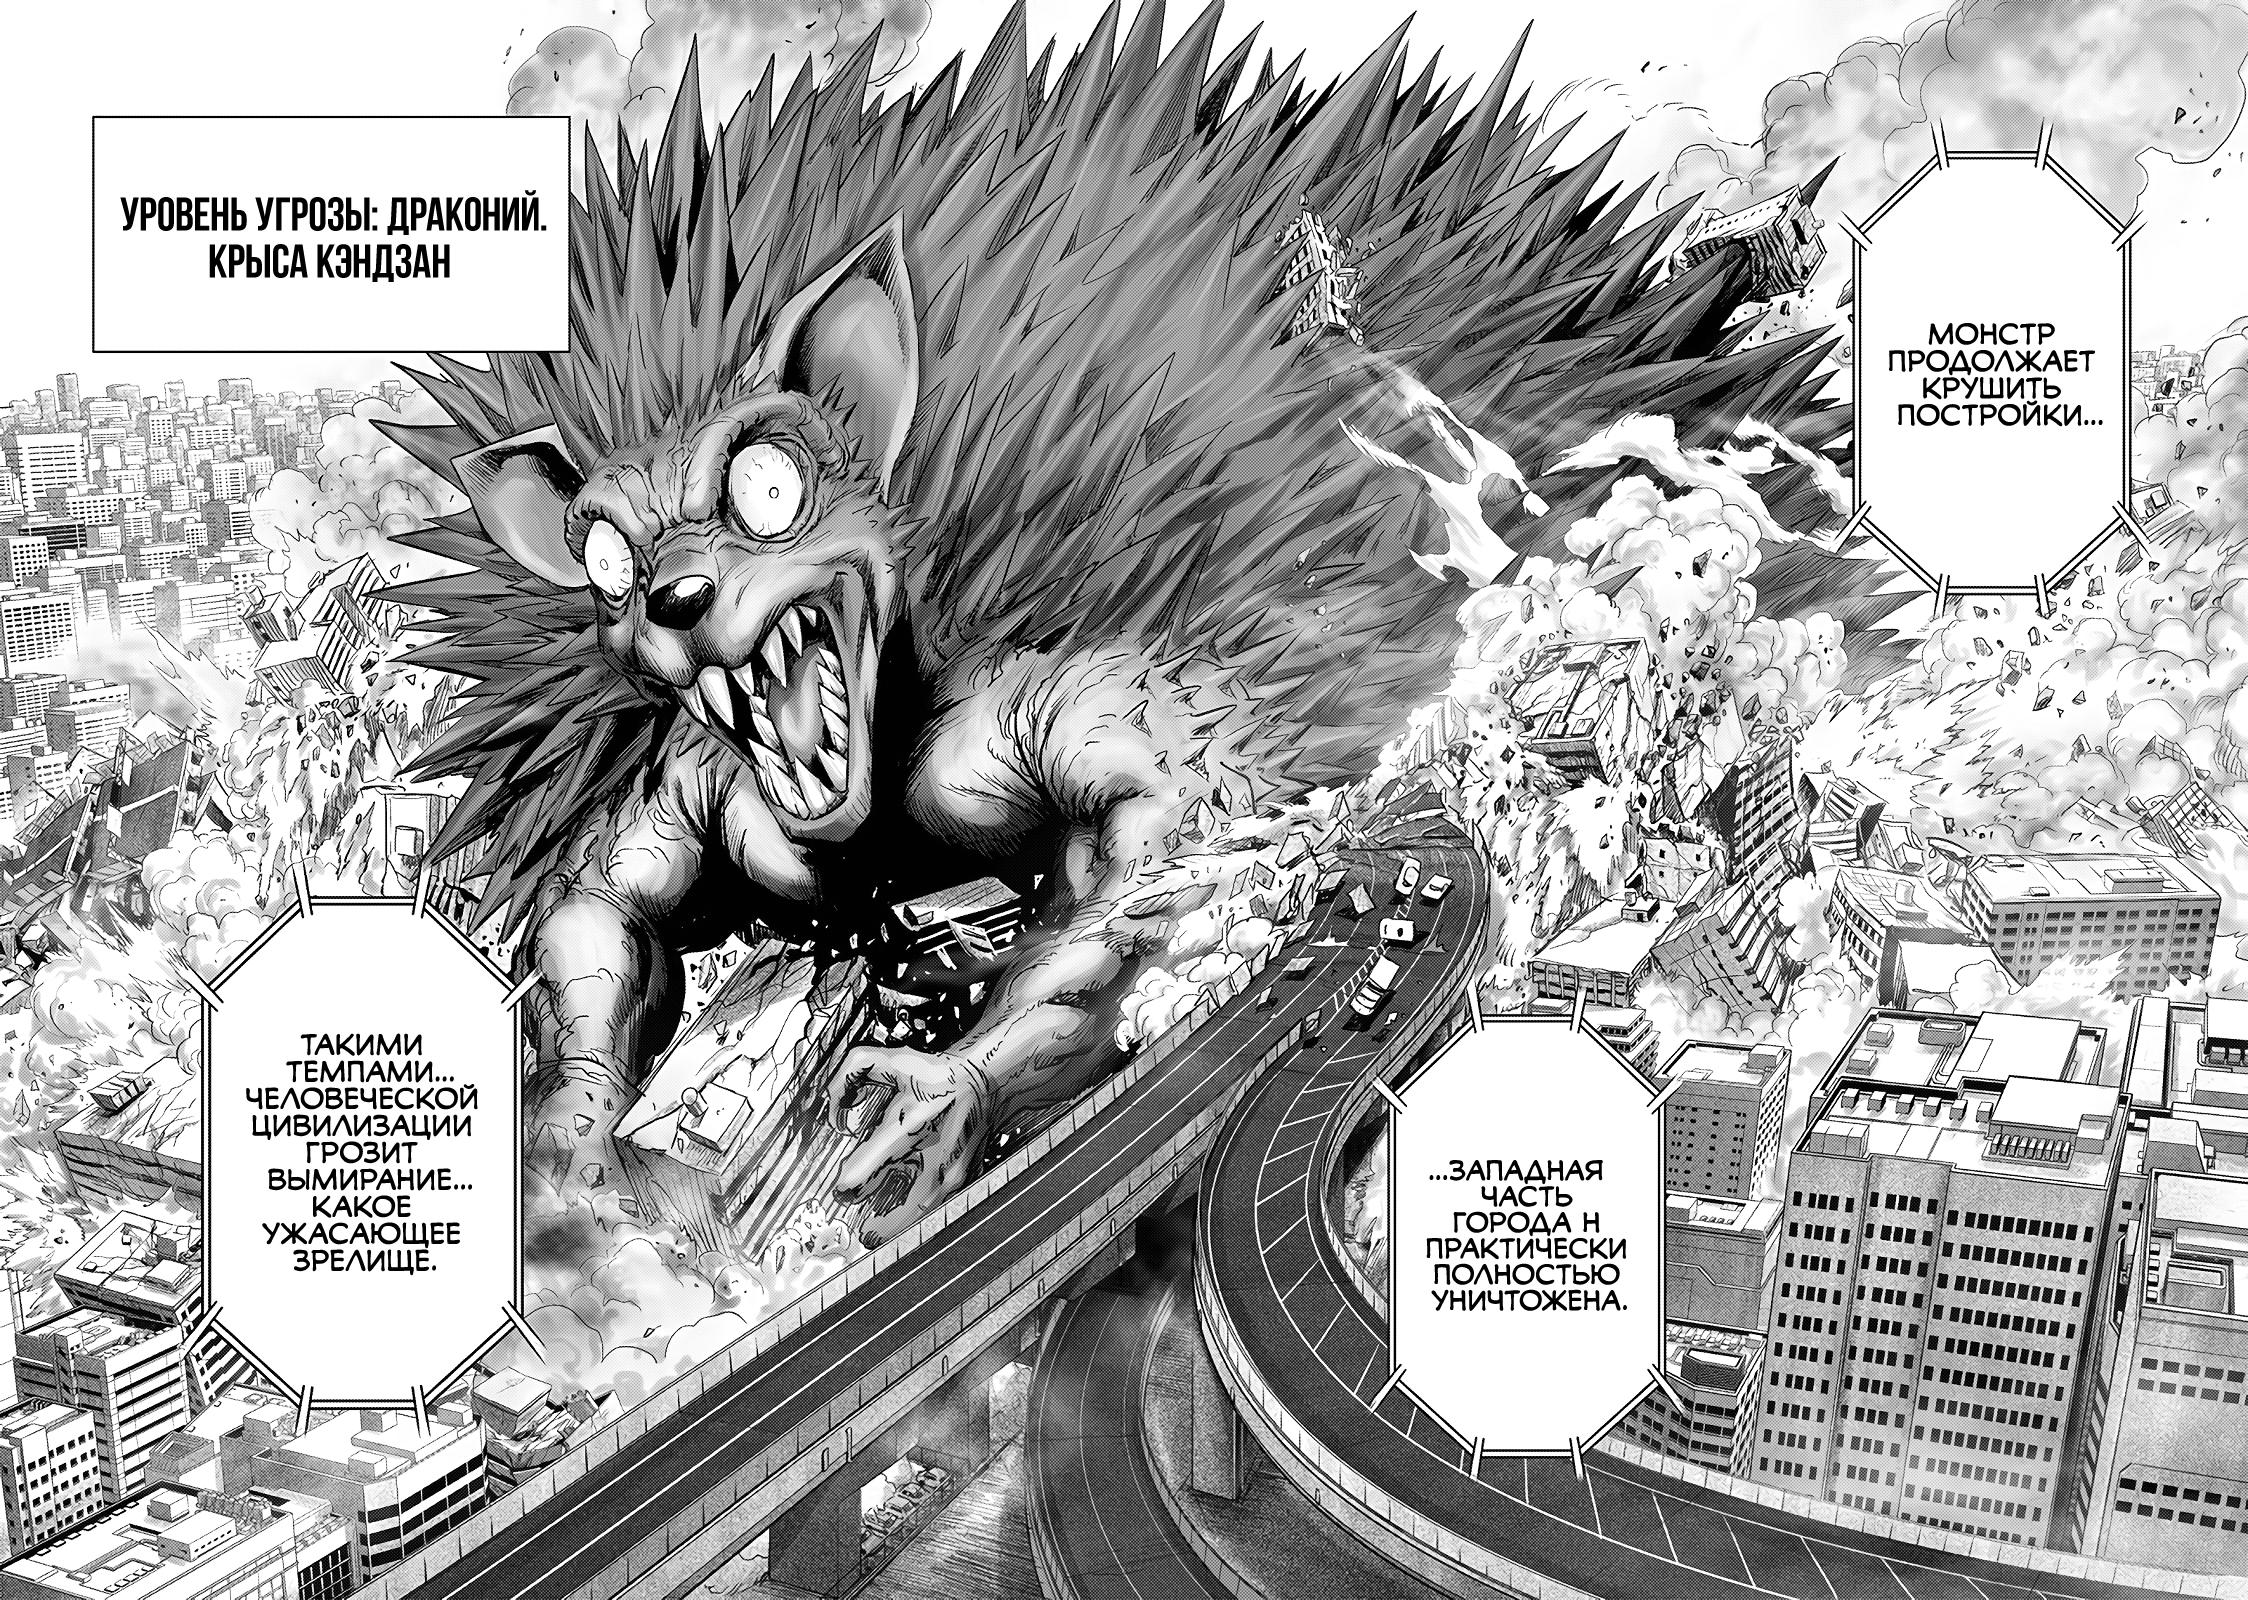 УРОВЕНЬ УГРОЗЫ: ДРАКОНИЙ.
КРЫСА КЭНДЗАН
МОНСТР
ПРОДОЛЖАЕТ
КРУШИТЬ
ПОСТРОЙКИ...
...ЗАПАДНАЯ
ЧАСТЬ
ГОРОДА Н
ПРАКТИЧЕСКИ
ПОЛНОСТЬЮ
УНИЧТОЖЕНА.
ТАКИМИ
ТЕМПАМИ...
ЧЕЛОВЕЧЕСКОЙ
ЦИВИЛИЗАЦИИ
ГРОЗИТ
ВЫМИРАНИЕ...
КАКОЕ
УЖАСАЮЩЕЕ
ЗРЕЛИЩЕ.